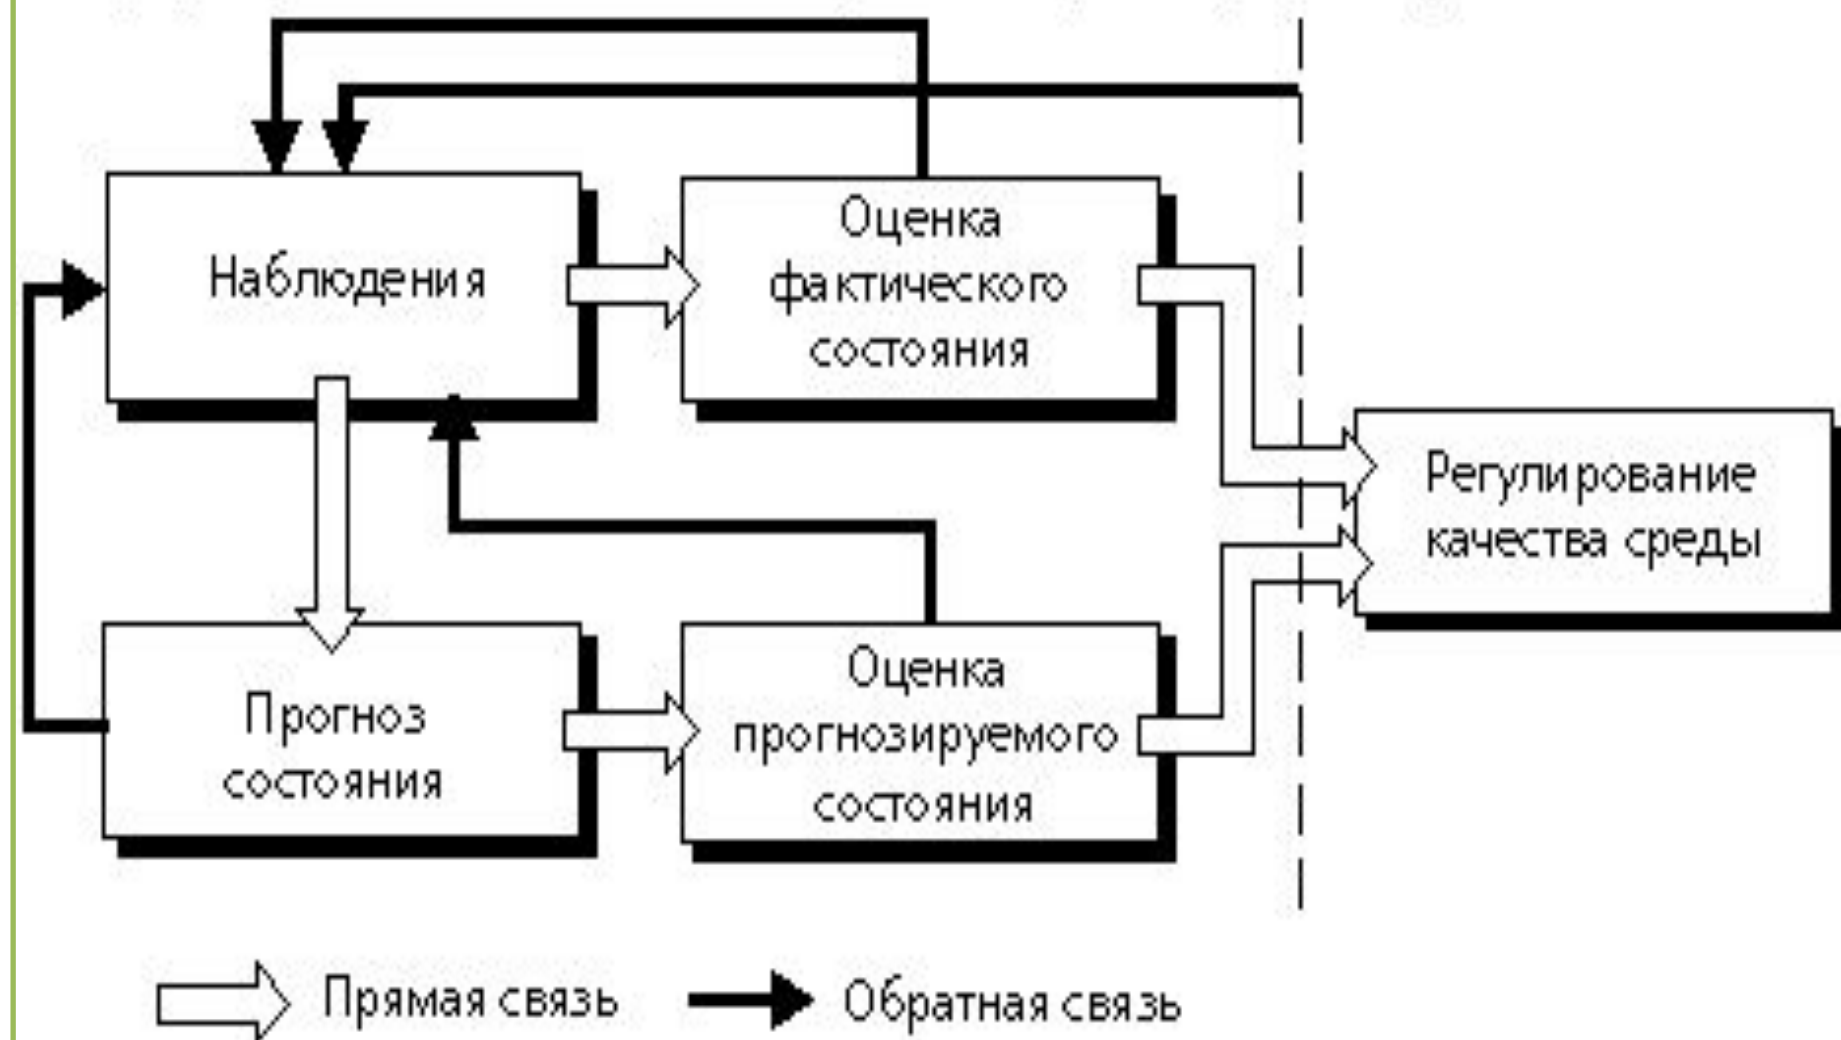 Наблюдения
Оценка
фактического
состояния
Регулирование
качества среды
Прогноз
состояния
Оценка
прогнозируемого
состояния
Прямая связь
Обратная связь